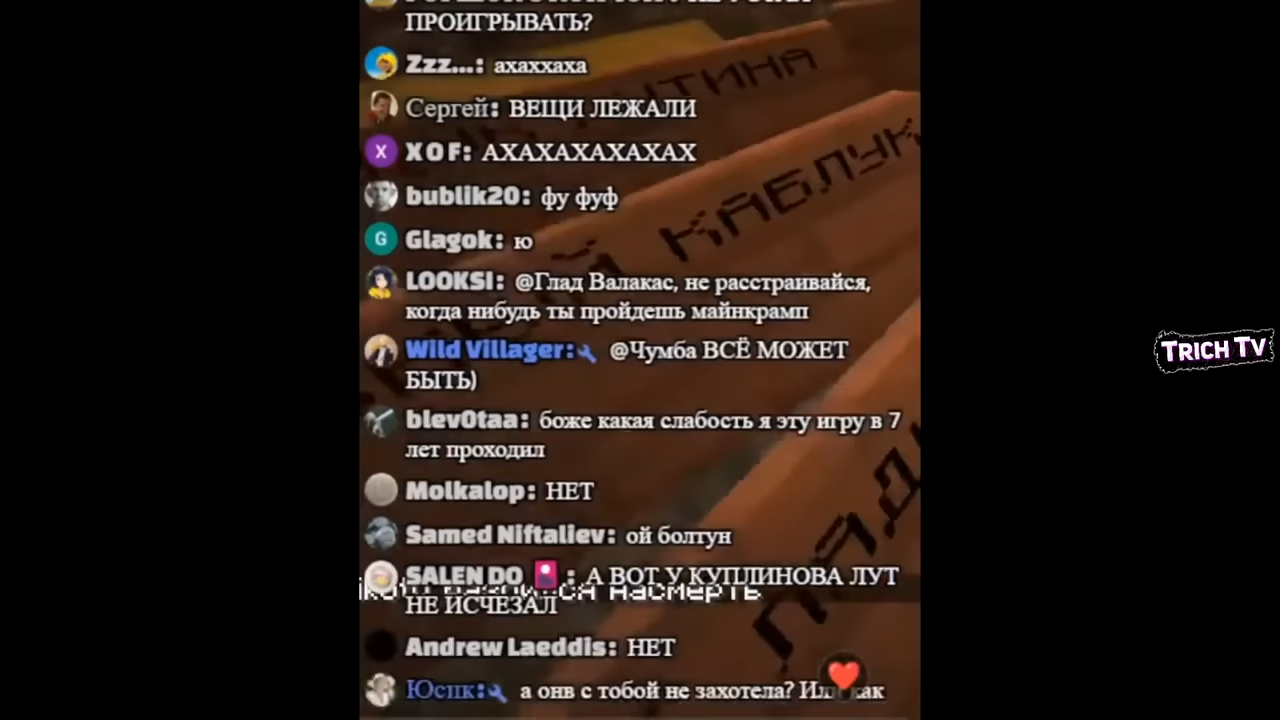 ПРОИГРЫВАТЬ?
Zzz...: ахаххаха
Сергей: ВЕЩИ ЛЕЖАЛИ
X O F: АХАХАХАХАХАХ
bublik20: фу фуф
Glagok: ю
LOOKSI: @Глад Валакас, не расстраивайся,
когда нибудь ты пройдешь майнкрамп
Wild Villager: @Чумба ВСЁ МОЖЕТ
БЫТЬ)
blev0taa: боже какая слабость я эту игру в 7
лет проходил
Molkalop: НЕТ
Samed Niftaliev: ой болтун
SALEN DO : А ВОТ У КУПЛИНОВА ЛУТ
НЕ ИСЧЕЗАЛ
насмерть
Andrew Laeddis: НЕТ
Юспк: а онв с тобой не захотела? Или как
КАБЛУК
TRICH TV